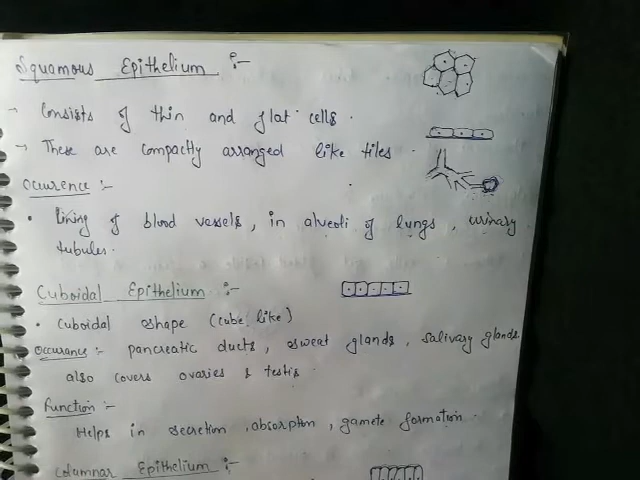 Squamous Epithelium :-
→ Consists of thin and flat cells.
→ These are compactly arranged like tiles.
Occurence :-
• Lining of blood vessels, in alveoli of lungs, urinary
tubules.
Cuboidal Epithelium :-
• Cuboidal shape (cube like)
Occurance :- pancreatic ducts, sweat glands, salivary glands.
also covers ovaries & testis.
Function :-
Helps in secretion, absorption, gamete formation.
Columnar Epithelium :-